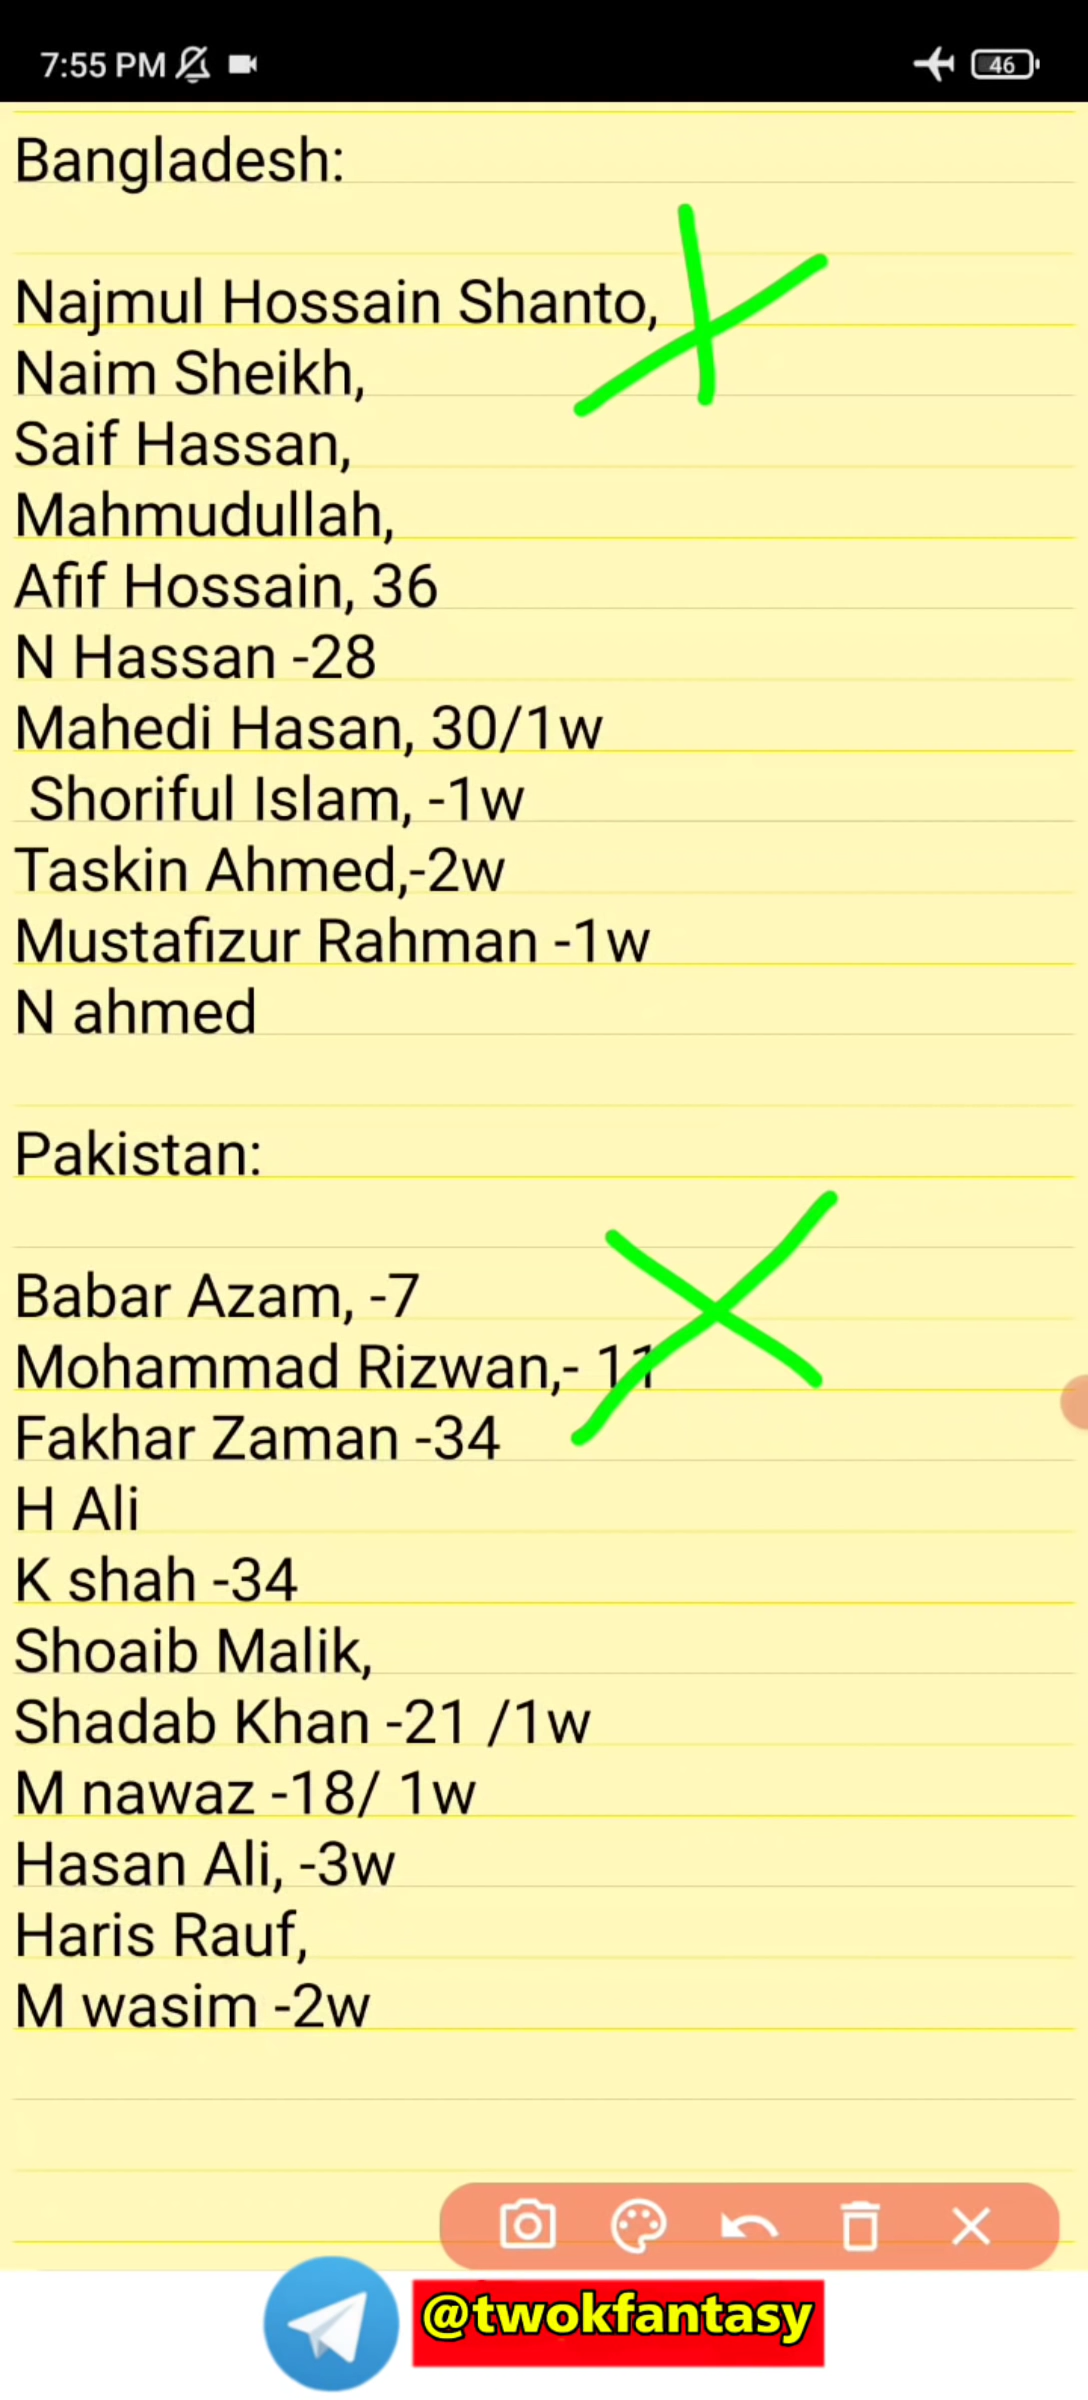 7:55 PM
46
Bangladesh:
Najmul Hossain Shanto,
Naim Sheikh,
Saif Hassan,
Mahmudullah,
Afif Hossain, 36
N Hassan -28
Mahedi Hasan, 30/1w
Shoriful Islam, -1w
Taskin Ahmed,-2w
Mustafizur Rahman -1w
N ahmed
Pakistan:
Babar Azam, -7
Mohammad Rizwan,- 11
Fakhar Zaman -34
H Ali
K shah -34
Shoaib Malik,
Shadab Khan -21 /1w
M nawaz -18/ 1w
Hasan Ali, -3w
Haris Rauf,
M wasim -2w
@twokfantasy